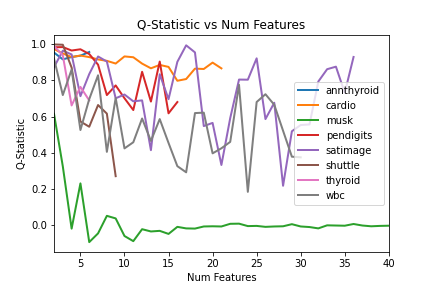 Q-Statistic vs Num Features
1.0
0.8
0.6
0.4
0.2
0.0
Q-Statistic
annthyroid
cardio
musk
pendigits
satimage
shuttle
thyroid
wbc
5 10 15 20 25 30 35 40
Num Features